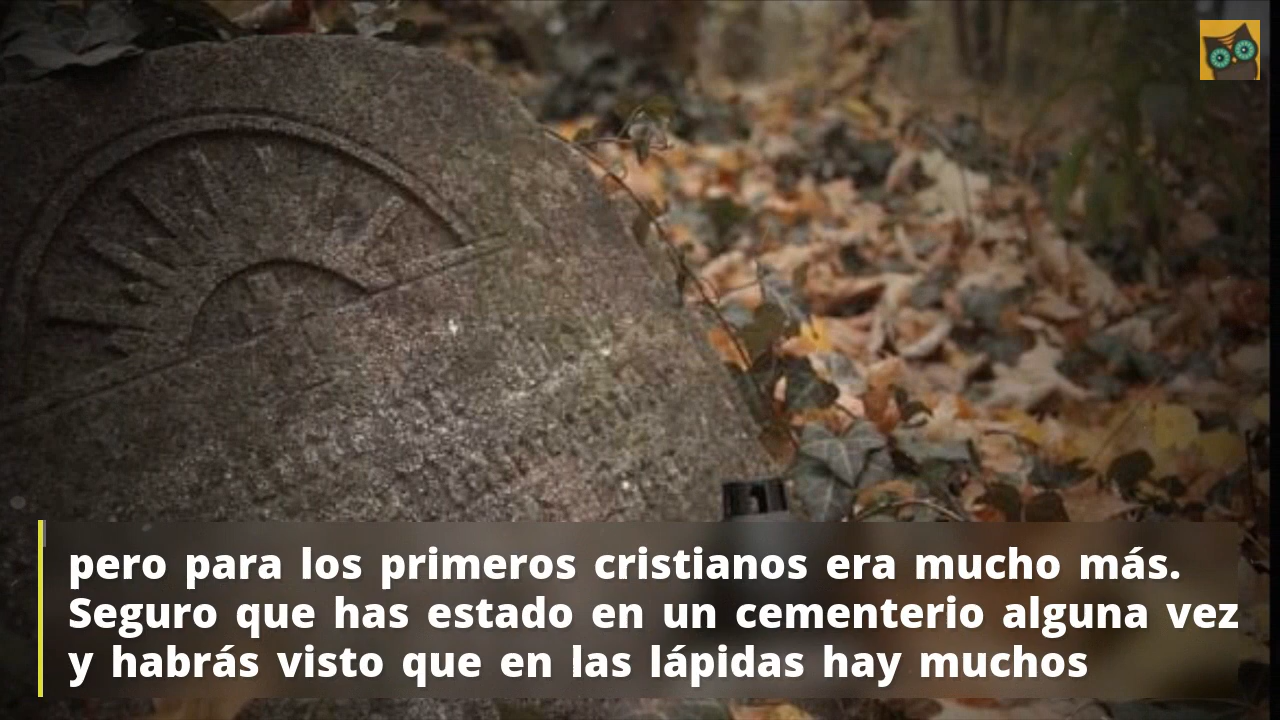 pero para los primeros cristianos era mucho más.
Seguro que has estado en un cementerio alguna vez
y habrás visto que en las lápidas hay muchos